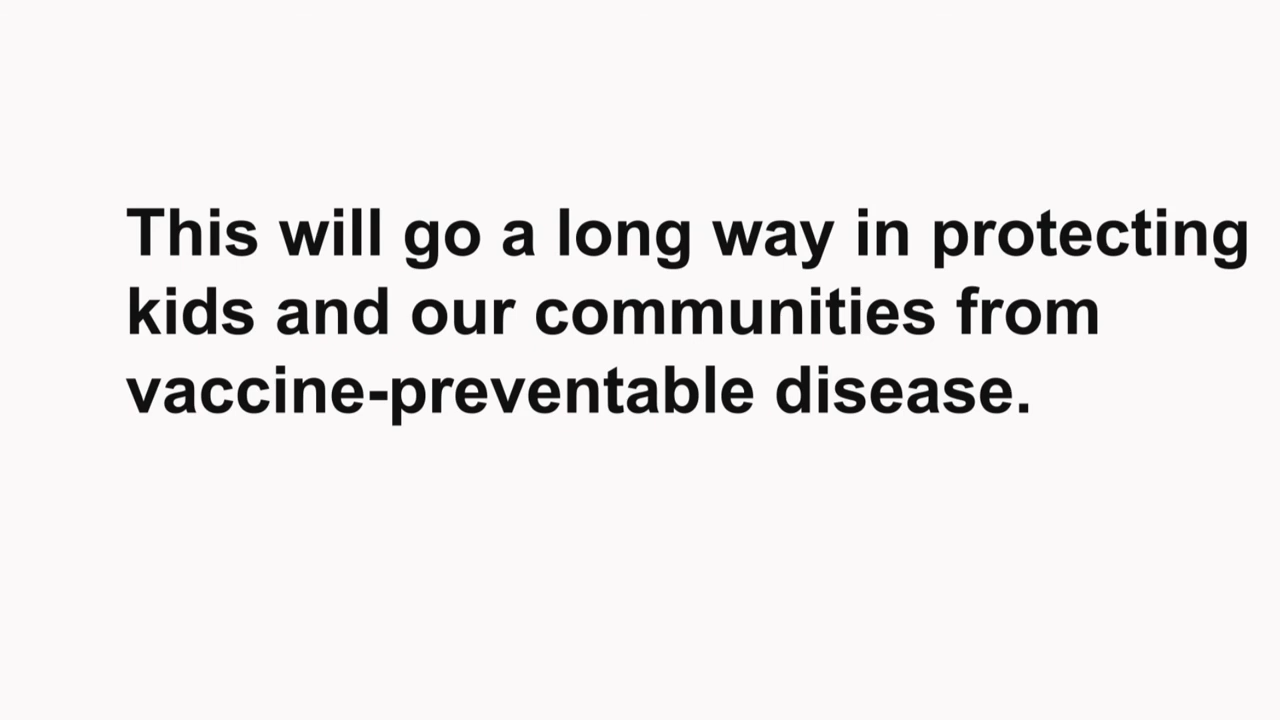 This will go a long way in protecting
kids and our communities from
vaccine-preventable disease.